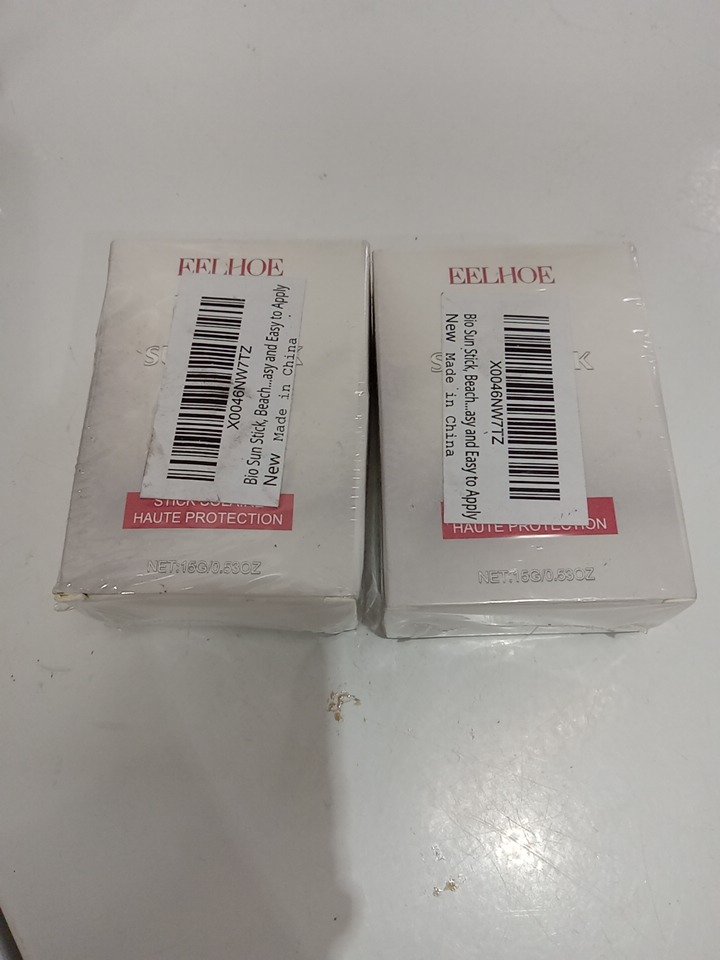 EELHOE
X0046NW7TZ
Bio Sun Stick, Beach...asy and Easy to Apply
New Made in China
HAUTE PROTECTION
NET:15G/0.53OZ
EELHOE
X0046NW7TZ
Bio Sun Stick, Beach...asy and Easy to Apply
New Made in China
HAUTE PROTECTION
NET:15G/0.53OZ